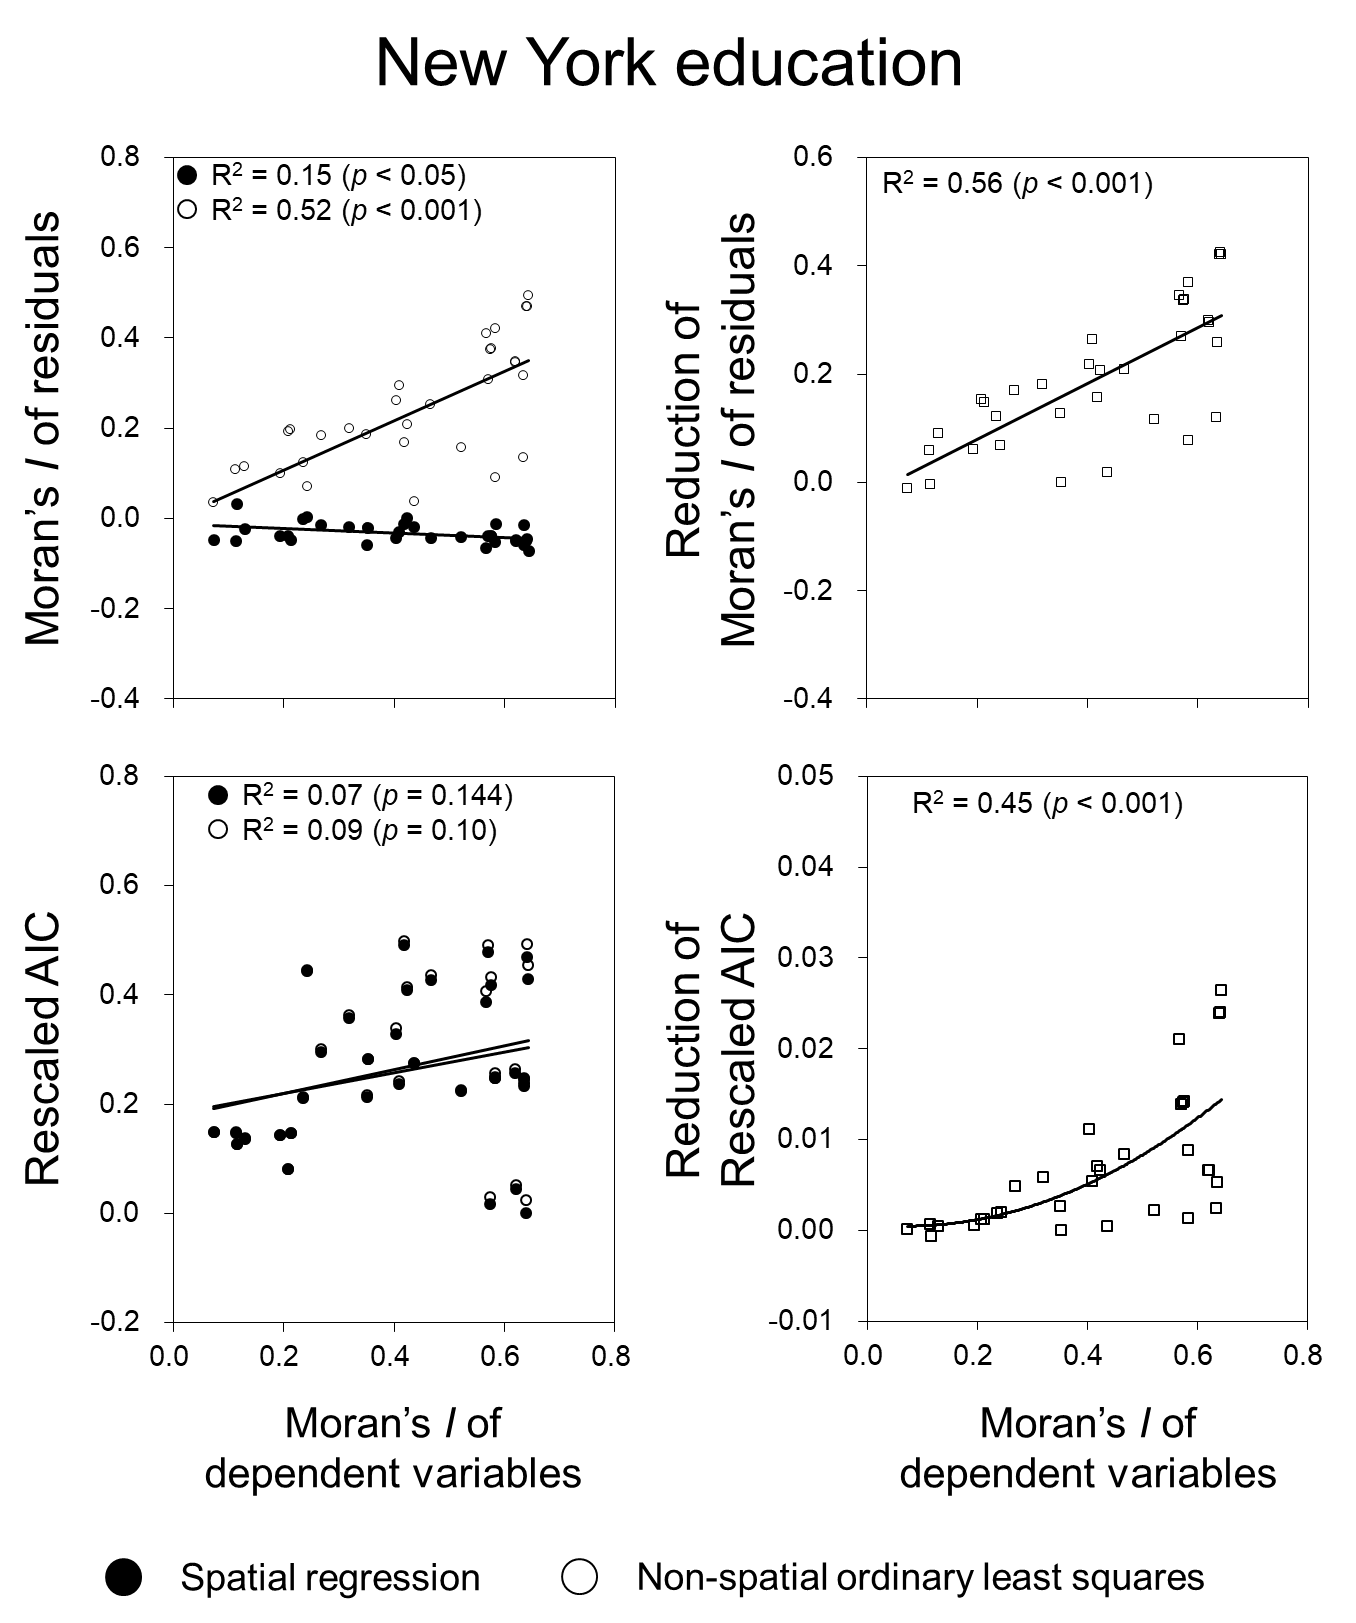 New York education
Moran's I of residuals
0.8
0.6
0.4
0.2
0.0
-0.2
-0.4
R² = 0.15 (p < 0.05)
R² = 0.52 (p < 0.001)
Reduction of
Moran's I of residuals
0.6
0.4
0.2
0.0
-0.2
-0.4
R² = 0.56 (p < 0.001)
Rescaled AIC
0.8
0.6
0.4
0.2
0.0
-0.2
R² = 0.07 (p = 0.144)
R² = 0.09 (p = 0.10)
0.0 0.2 0.4 0.6 0.8
Moran's I of
dependent variables
Reduction of
Rescaled AIC
0.05
0.04
0.03
0.02
0.01
0.00
-0.01
R² = 0.45 (p < 0.001)
0.0 0.2 0.4 0.6 0.8
Moran's I of
dependent variables
Spatial regression
Non-spatial ordinary least squares